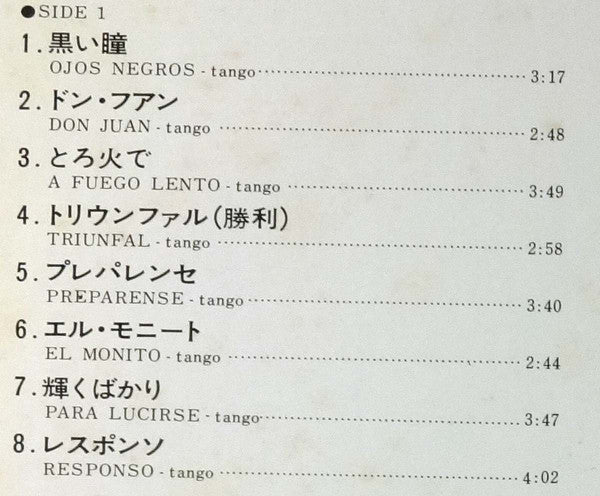 ●SIDE 1
1.黒い瞳
OJOS NEGROS - tango 3:17
2.ドン・フアン
DON JUAN - tango 2:48
3.とろ火で
A FUEGO LENTO - tango 3:49
4.トリウンファル(勝利)
TRIUNFAL - tango 2:58
5.プレパレンセ
PREPARENSE - tango 3:40
6.エル・モニート
EL MONITO - tango 2:44
7.輝くばかり
PARA LUCIRSE - tango 3:47
8.レスポンソ
RESPONSO - tango 4:02